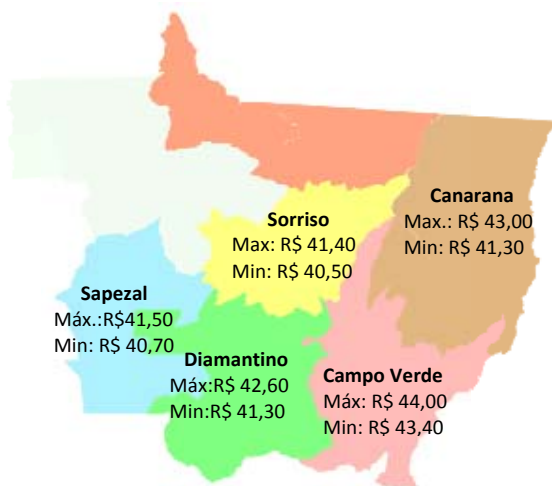 Canarana
Max.: R$ 43,00
Min: R$ 41,30
Sorriso
Max: R$ 41,40
Min: R$ 40,50
Sapezal
Máx.:R$41,50
Min: R$ 40,70
Diamantino
Máx:R$ 42,60
Min:R$ 41,30
Campo Verde
Máx: R$ 44,00
Min: R$ 43,40